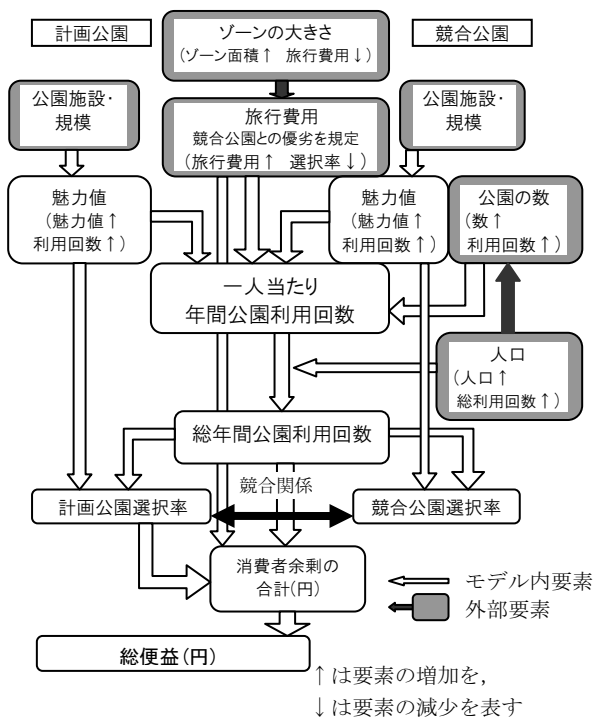 計画公園
ゾーンの大きさ
(ゾーン面積↑ 旅行費用↓)
競合公園
公園施設・
規模
旅行費用
競合公園との優劣を規定
(旅行費用↑ 選択率↓)
公園施設・
規模
魅力値
(魅力値↑
利用回数↑)
魅力値
(魅力値↑
利用回数↑)
公園の数
(数↑
利用回数↑)
一人当たり
年間公園利用回数
人口
(人口↑
総利用回数↑)
総年間公園利用回数
競合関係
計画公園選択率
競合公園選択率
消費者余剰の
合計(円)
モデル内要素
外部要素
総便益(円)
↑は要素の増加を,
↓は要素の減少を表す